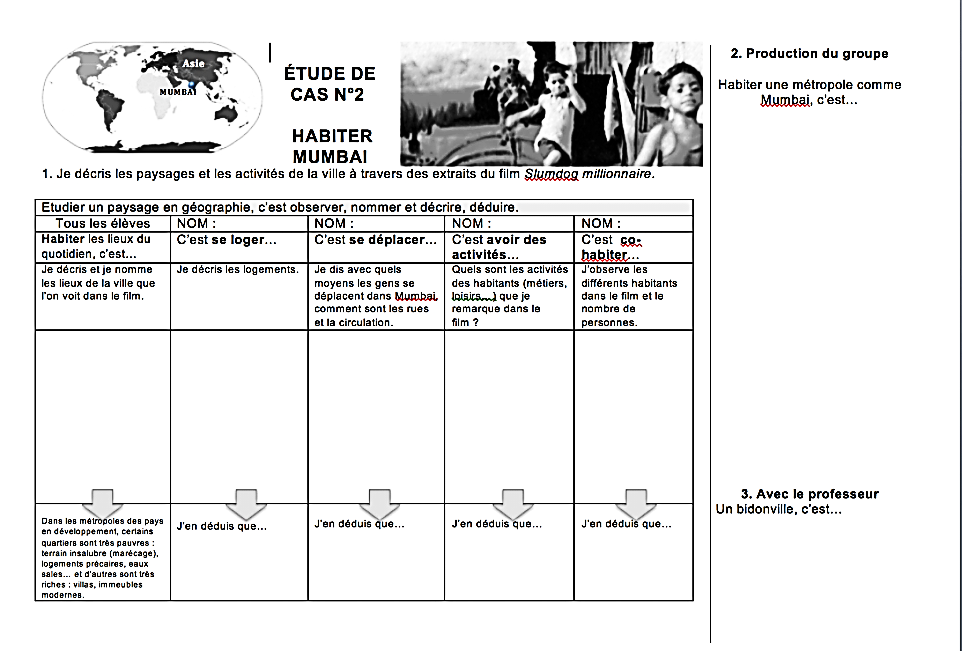 Asie
MUMBAI
ÉTUDE DE
CAS N°2
HABITER
MUMBAI
1. Je décris les paysages et les activités de la ville à travers des extraits du film Slumdog millionnaire.
Etudier un paysage en géographie, c'est observer, nommer et décrire, déduire.
Tous les élèves
NOM :
NOM :
NOM :
NOM :
Habiter les lieux du
quotidien, c'est...
C'est se loger...
C'est se déplacer...
C'est avoir des
activités...
C'est co-
habiter...
Je décris et je nomme
les lieux de la ville que
l'on voit dans le film.
Je décris les logements.
Je dis avec quels
moyens les gens se
déplacent dans Mumbai,
comment sont les rues
et la circulation.
Quels sont les activités
des habitants (métiers,
loisirs...) que je
remarque dans le
film ?
J'observe les
différents habitants
dans le film et le
nombre de
personnes.
Dans les métropoles des pays
en développement, certains
quartiers sont très pauvres :
terrain insalubre (marécage),
logements précaires, eaux
sales... et d'autres sont très
riches : villas, immeubles
modernes.
J'en déduis que...
J'en déduis que...
J'en déduis que...
J'en déduis que...
2. Production du groupe
Habiter une métropole comme
Mumbai, c'est...
3. Avec le professeur
Un bidonville, c'est...